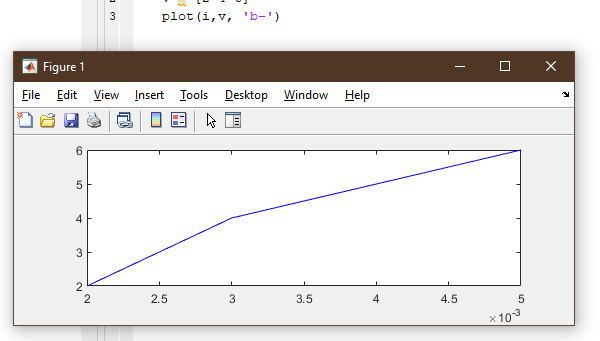 3 plot(i,v, 'b-')
Figure 1
File Edit View Insert Tools Desktop Window Help
6
5
4
3
2
2 2.5 3 3.5 4 4.5 5
×10⁻³